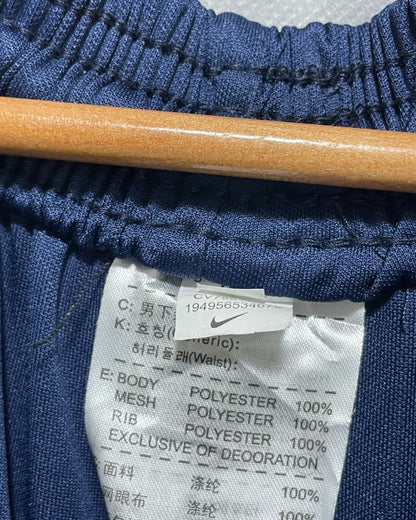 C: 男下
K: 호칭(
허리둘레(Waist):
E: BODY POLYESTER 100%
MESH POLYESTER 100%
RIB POLYESTER 100%
EXCLUSIVE OF DEOORATION
面料 涤纶 100%
网眼布 涤纶 100%
100%